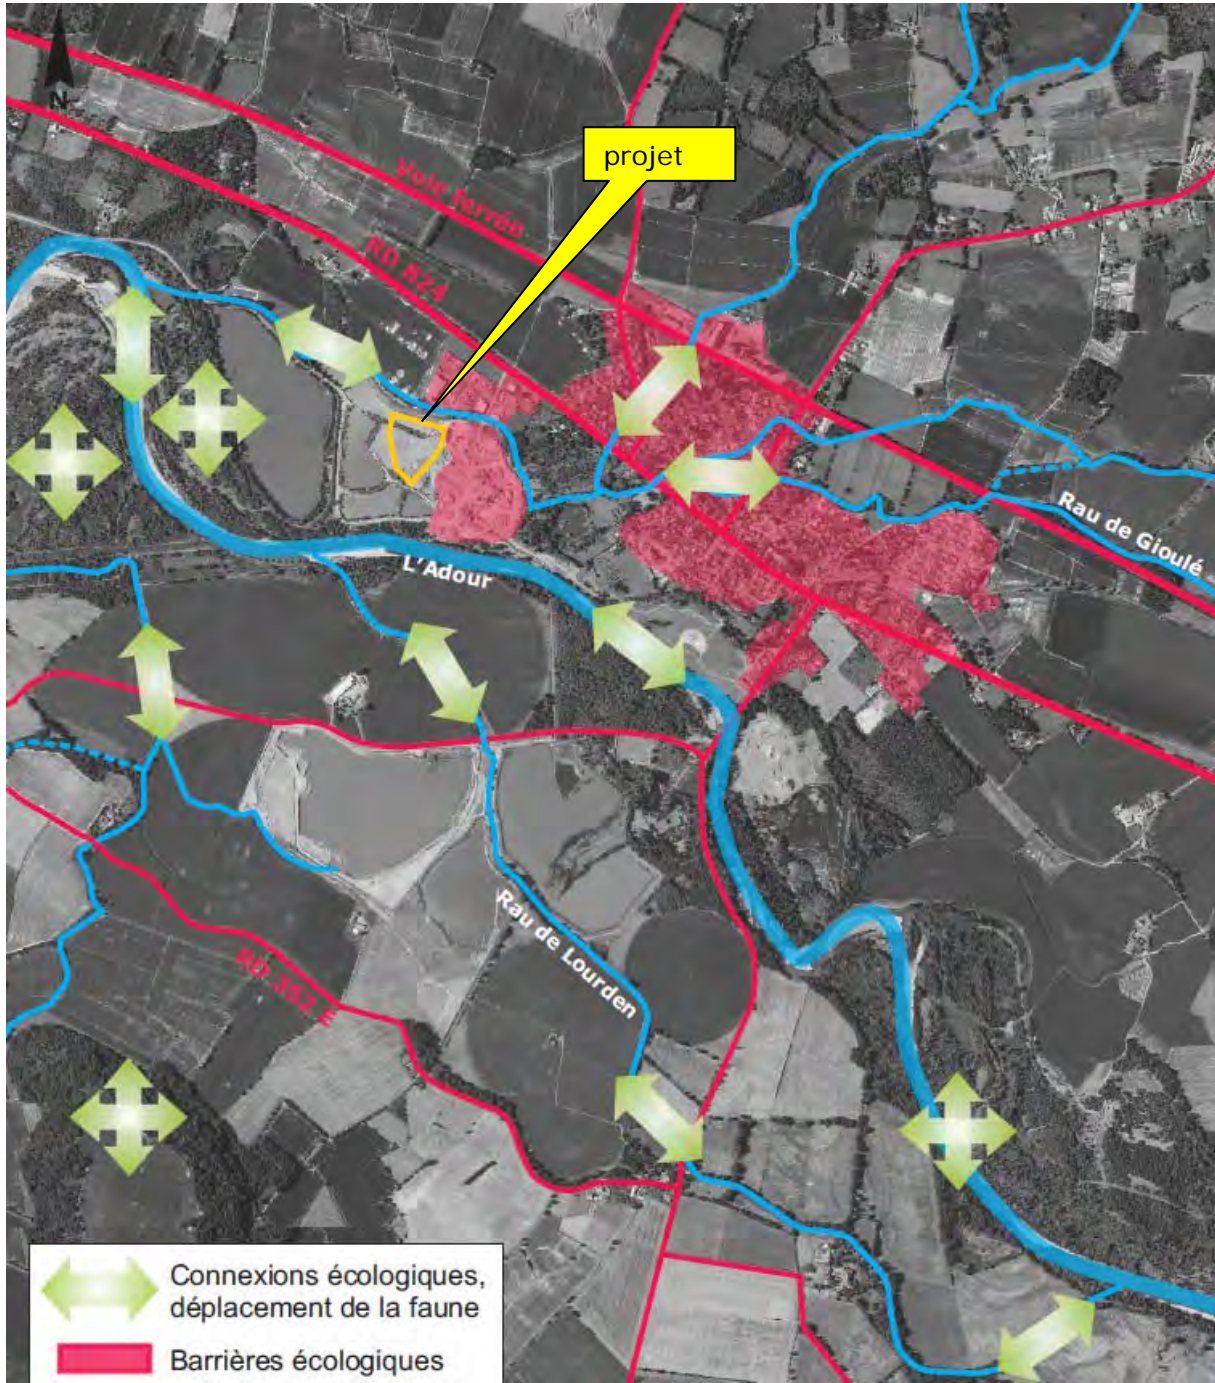 N
projet
Voie ferrée
RD 824
Rau de Gioulé
L'Adour
Rau de Lourden
RD 352 E
Connexions écologiques,
déplacement de la faune
Barrières écologiques